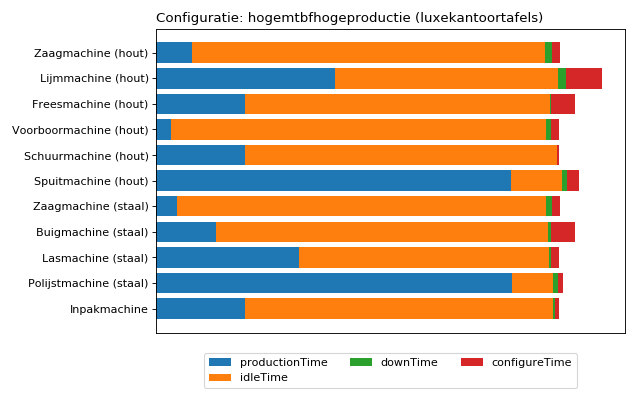 Configuratie: hogemtbfhogeproductie (luxekantoortafels)
Zaagmachine (hout)
Lijmmachine (hout)
Freesmachine (hout)
Voorboormachine (hout)
Schuurmachine (hout)
Spuitmachine (hout)
Zaagmachine (staal)
Buigmachine (staal)
Lasmachine (staal)
Polijstmachine (staal)
Inpakmachine
productionTime downTime configureTime
idleTime